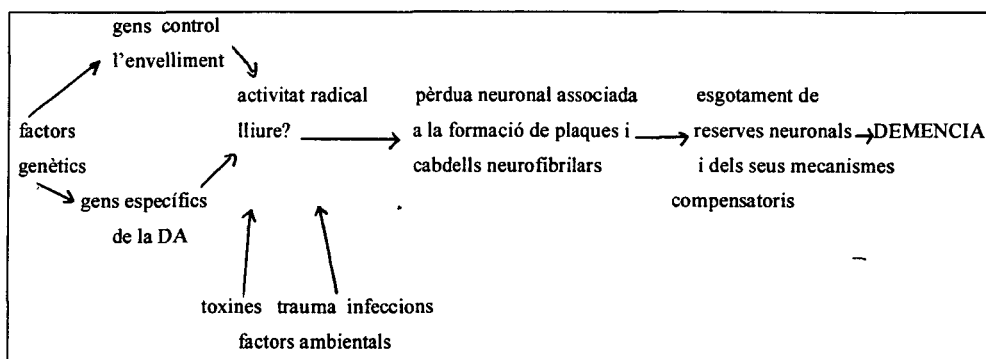 gens control
l'envelliment
activitat radical
lliure?
pèrdua neuronal associada
a la formació de plaques i
cabdells neurofibrilars
esgotament de
reserves neuronals
i dels seus mecanismes
compensatoris
DEMENCIA
factors
genètics
gens específics
de la DA
toxines trauma infeccions
factors ambientals